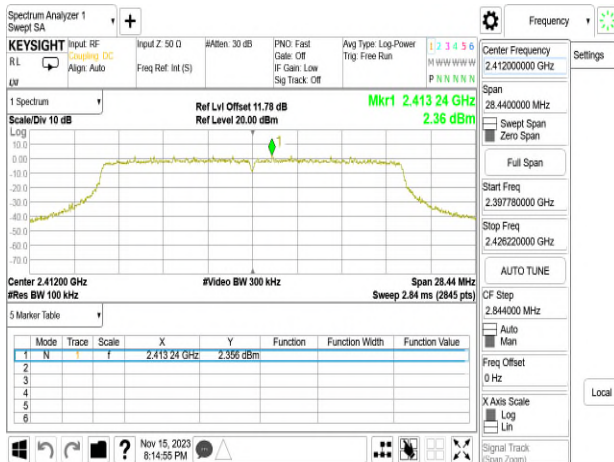 Spectrum Analyzer 1
Swept SA
KEYSIGHT
RL
Input: RF
Coupling: DC
Align: Auto
Input Z: 50 Ω
Freq Ref: Int (S)
#Atten: 30 dB
PNO: Fast
Gate: Off
IF Gain: Low
Sig Track: Off
Avg Type: Log-Power
Trig: Free Run
1 2 3 4 5 6
M W W W W W
P N N N N N
1 Spectrum
Scale/Div 10 dB
Ref Lvl Offset 11.78 dB
Ref Level 20.00 dBm
Mkr1 2.413 24 GHz
2.36 dBm
Log
10.0
0.00
-10.0
-20.0
-30.0
-40.0
-50.0
-60.0
-70.0
1
Center 2.41200 GHz
#Res BW 100 kHz
#Video BW 300 kHz
Span 28.44 MHz
Sweep 2.84 ms (2845 pts)
5 Marker Table
Mode Trace Scale X Y Function Function Width Function Value
1 N 1 f 2.413 24 GHz 2.356 dBm
2
3
4
5
6
Nov 15, 2023
8:14:55 PM
Frequency
Settings
Center Frequency
2.412000000 GHz
Span
28.4400000 MHz
Swept Span
Zero Span
Full Span
Start Freq
2.397780000 GHz
Stop Freq
2.426220000 GHz
AUTO TUNE
CF Step
2.844000 MHz
Auto
Man
Freq Offset
0 Hz
X Axis Scale
Log
Lin
Local
Signal Track
(Span Zoom)